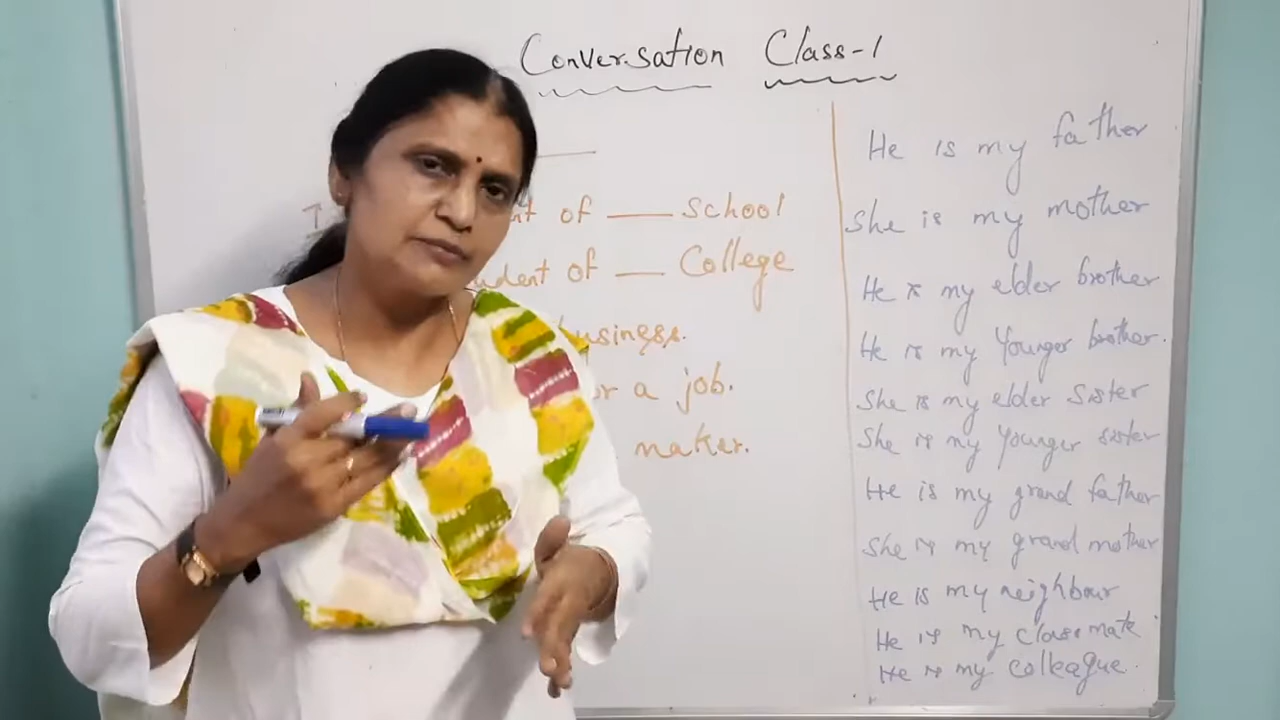 Conversation Class-1
of ___ School
of ___ College
business.
a job.
maker.
He is my father
She is my mother
He is my elder brother
He is my younger brother.
She is my elder sister
She is my younger sister
He is my grand father
She is my grand mother
He is my neighbour
He is my classmate
He is my colleague.